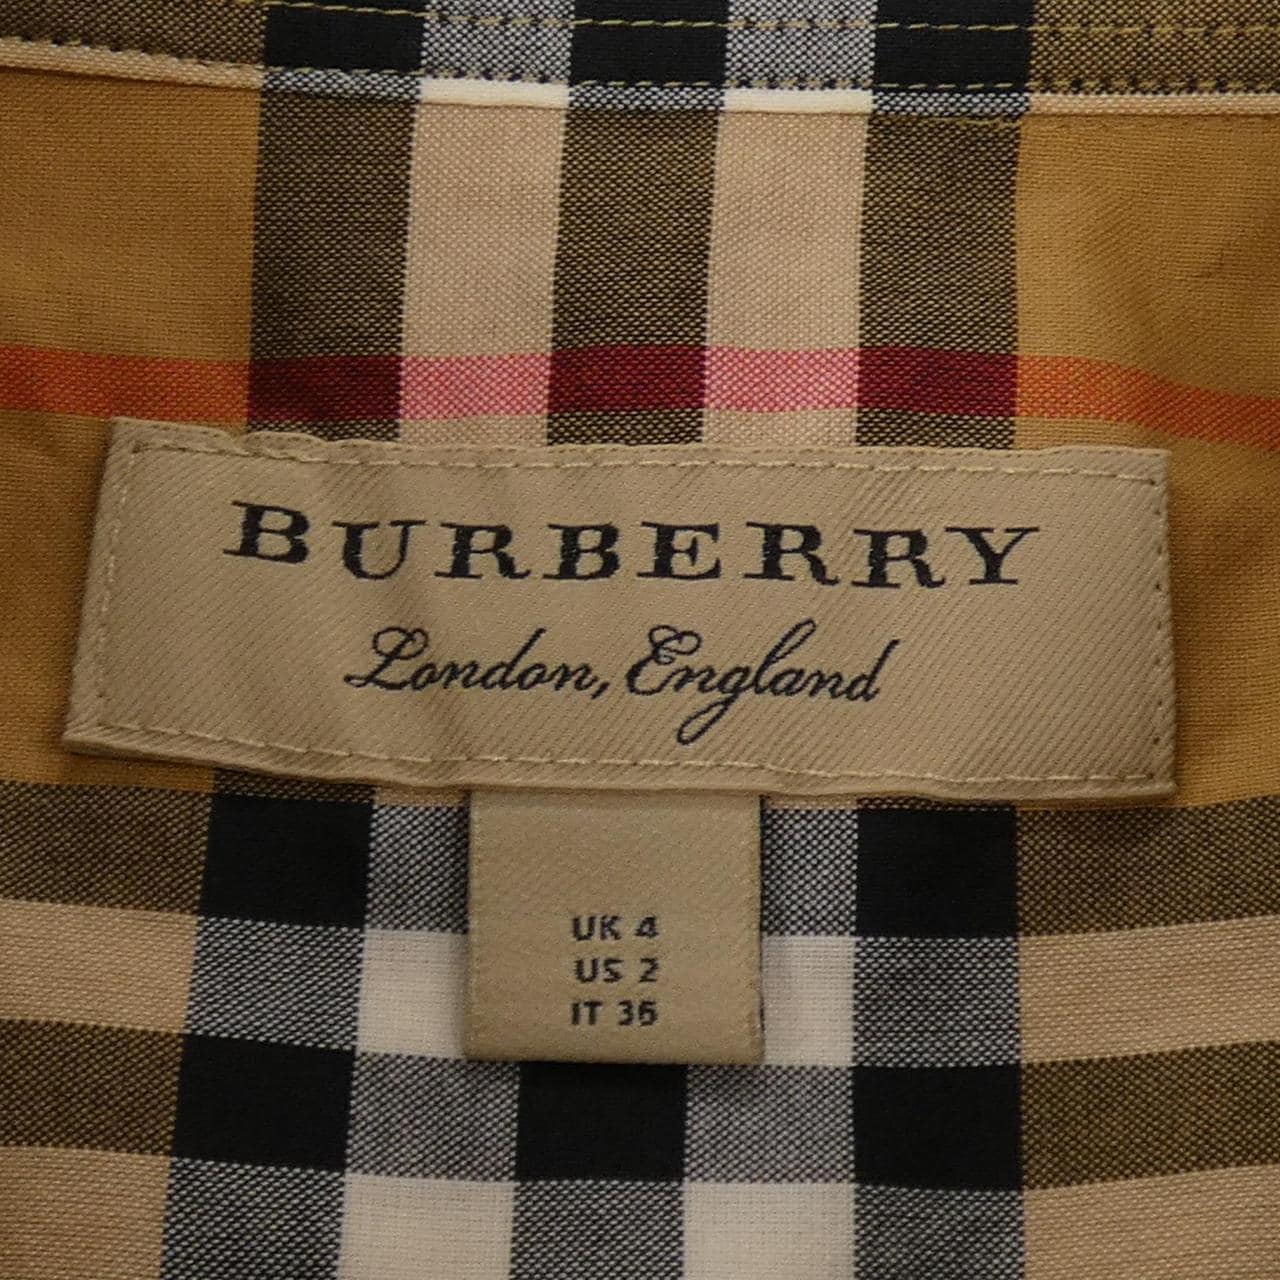 BURBERRY
London, England
UK 4
US 2
IT 36